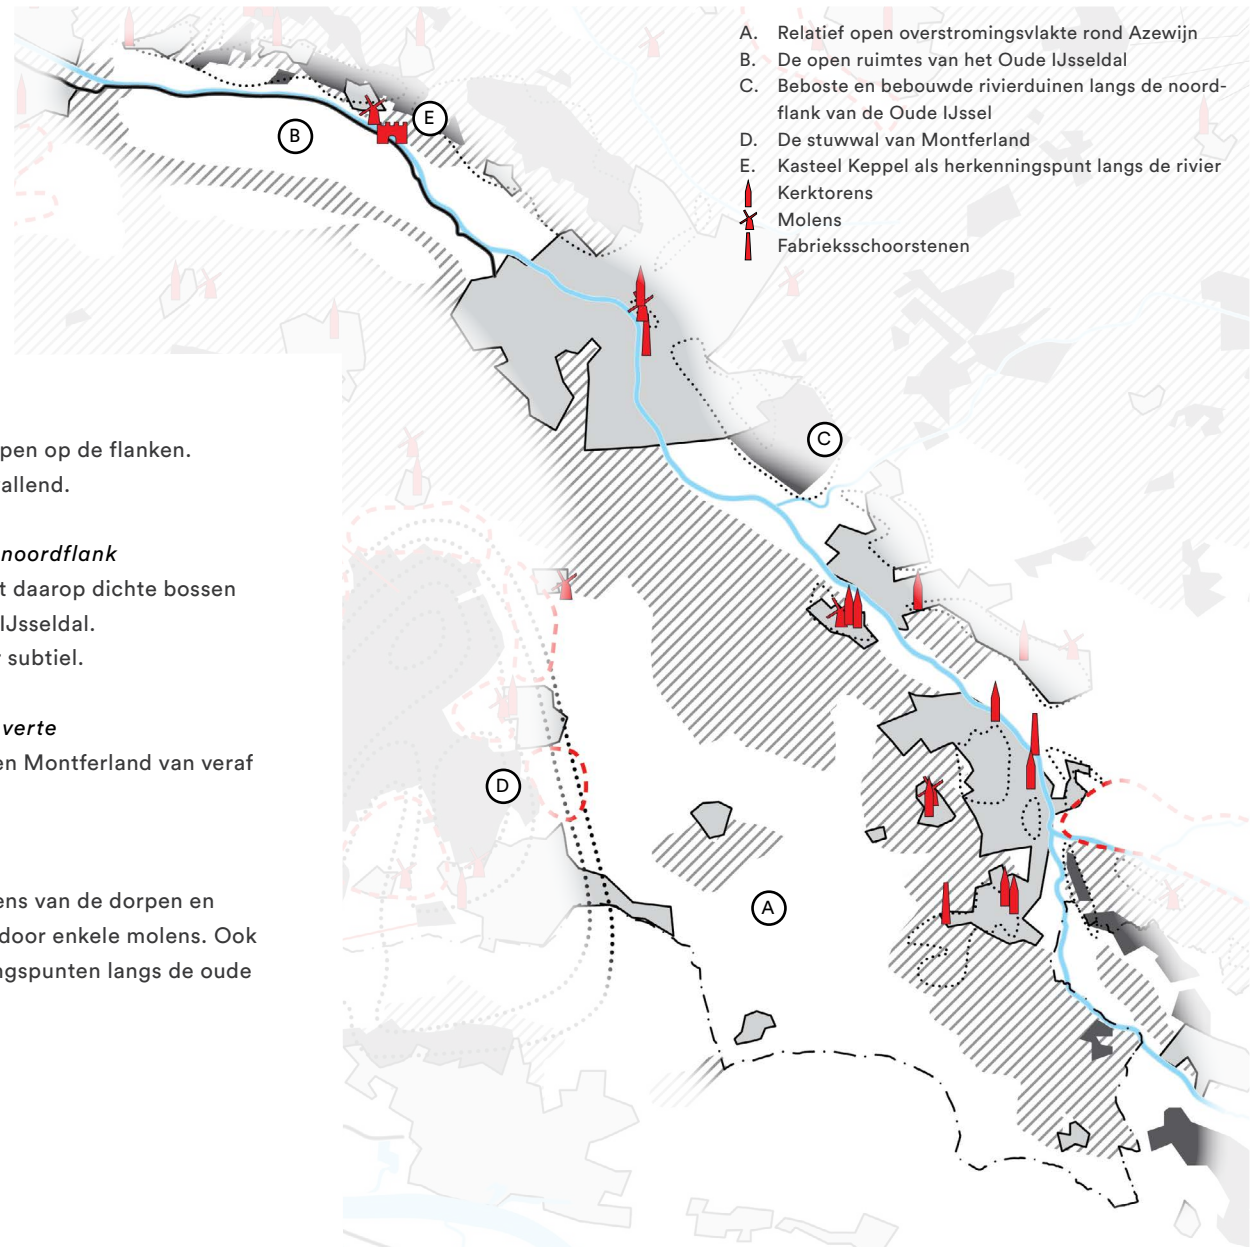 A. Relatief open overstromingsvlakte rond Azewijn
B. De open ruimtes van het Oude IJsseldal
C. Beboste en bebouwde rivierduinen langs de noord-
flank van de Oude IJssel
D. De stuwwal van Montferland
E. Kasteel Keppel als herkenningspunt langs de rivier
Kerktorens
Molens
Fabrieksschoorstenen
B
E
C
D
A
pen op de flanken.
allend.
noordflank
t daarop dichte bossen
IJsseldal.
subtiel.
verte
en Montferland van veraf
ens van de dorpen en
door enkele molens. Ook
ngspunten langs de oude